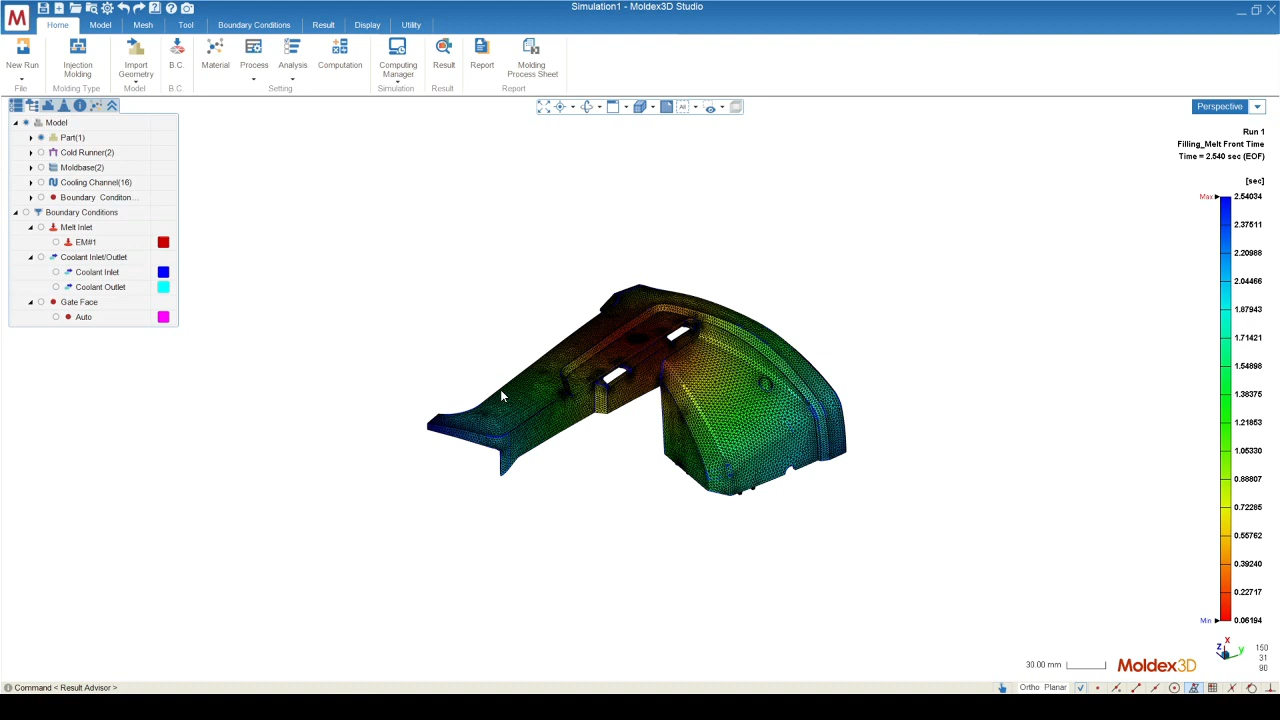 Simulation1 - Moldex3D Studio
Home Model Mesh Tool Boundary Conditions Result Display Utility
New Run Injection Molding Import Geometry B.C. Material Process Analysis Computation Computing Manager Result Report Molding Process Sheet
File Molding Type Model B.C. Setting Simulation Result Report
Perspective
Model
Part(1)
Cold Runner(2)
Moldbase(2)
Cooling Channel(16)
Boundary Conditon...
Boundary Conditions
Melt Inlet
EM#1
Coolant Inlet/Outlet
Coolant Inlet
Coolant Outlet
Gate Face
Auto
Run 1
Filling_Melt Front Time
Time = 2.540 sec (EOF)
[sec]
Max 2.54034
2.37511
2.20988
2.04466
1.87943
1.71421
1.54898
1.38375
1.21853
1.05330
0.88807
0.72285
0.55762
0.39240
0.22717
Min 0.06194
X
Z y
150
31
90
30.00 mm
Moldex3D
Command < Result Advisor >
Ortho Planar